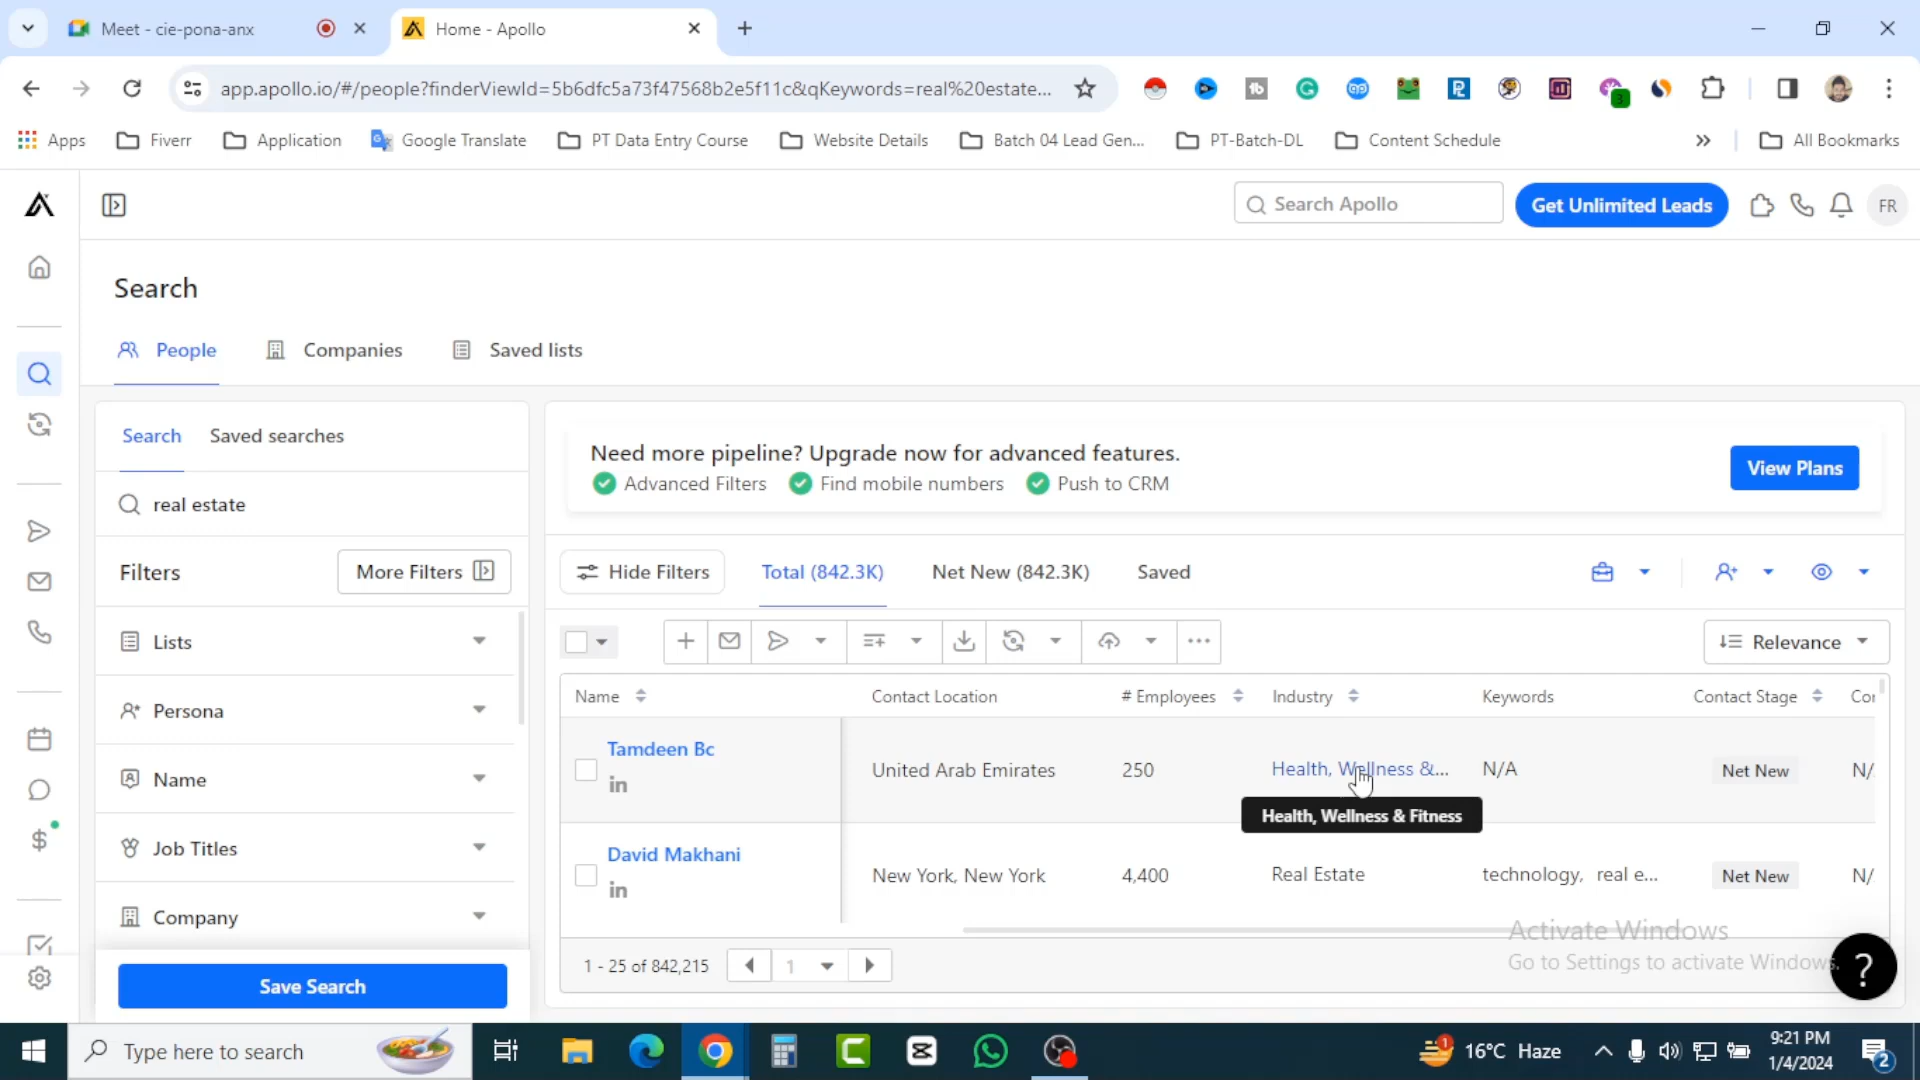 Meet - cie-pona-anx
Home - Apollo
app.apollo.io/#/people?finderViewId=5b6dfc5a73f47568b2e5f11c&qKeywords=real%20estate...
Apps
Fiverr
Application
Google Translate
PT Data Entry Course
Website Details
Batch 04 Lead Gen...
PT-Batch-DL
Content Schedule
All Bookmarks
Search Apollo
Get Unlimited Leads
FR
Search
People
Companies
Saved lists
Search
Saved searches
real estate
Filters
More Filters
Lists
Persona
Name
Job Titles
Company
Save Search
Need more pipeline? Upgrade now for advanced features.
Advanced Filters
Find mobile numbers
Push to CRM
View Plans
Hide Filters
Total (842.3K)
Net New (842.3K)
Saved
Relevance
Name
Contact Location
# Employees
Industry
Keywords
Contact Stage
Cor
Tamdeen Bc
in
United Arab Emirates
250
Health, Wellness &...
N/A
Net New
N/
Health, Wellness & Fitness
David Makhani
in
New York, New York
4,400
Real Estate
technology, real e...
Net New
N/
1 - 25 of 842,215
1
Activate Windows
Go to Settings to activate Windows.
?
Type here to search
1
16°C Haze
9:21 PM
1/4/2024
2